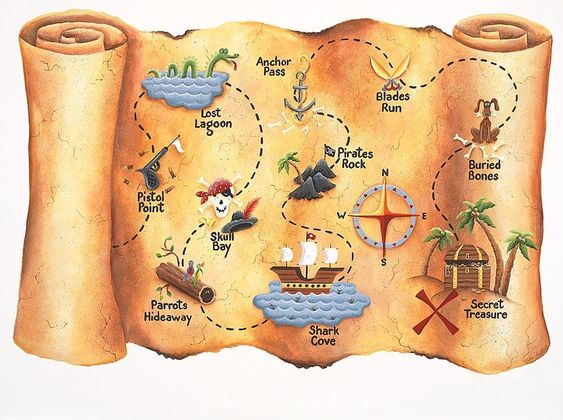 Anchor
Pass
Blades
Run
Lost
Lagoon
Pirates
Rock
Buried
Bones
Pistol
Point
Skull
Bay
N
W
E
S
Parrots
Hideaway
Shark
Cove
Secret
Treasure